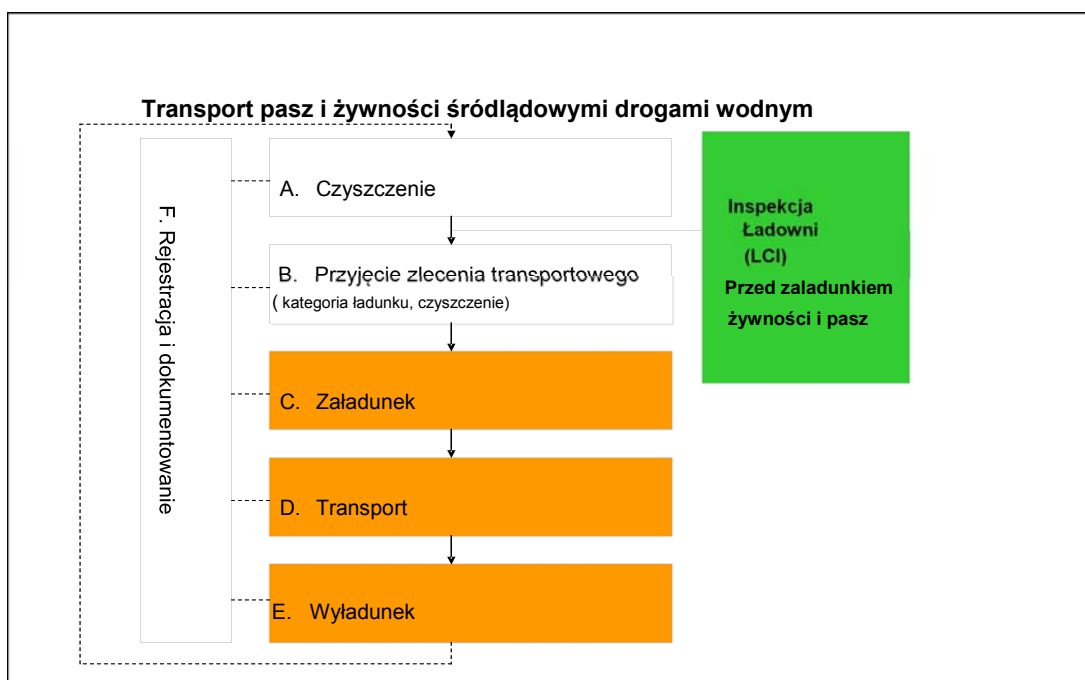 Transport pasz i żywności śródlądowymi drogami wodnym
F. Rejestracja i dokumentowanie
A. Czyszczenie
B. Przyjęcie zlecenia transportowego
( kategoria ładunku, czyszczenie)
C. Załadunek
D. Transport
E. Wyładunek
Inspekcja
Ładowni
(LCI)
Przed zaladunkiem
żywności i pasz